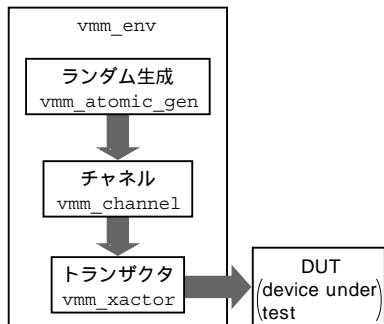 vmm_env
ランダム生成
vmm_atomic_gen
チャネル
vmm_channel
トランザクタ
vmm_xactor
DUT
(device under
test)